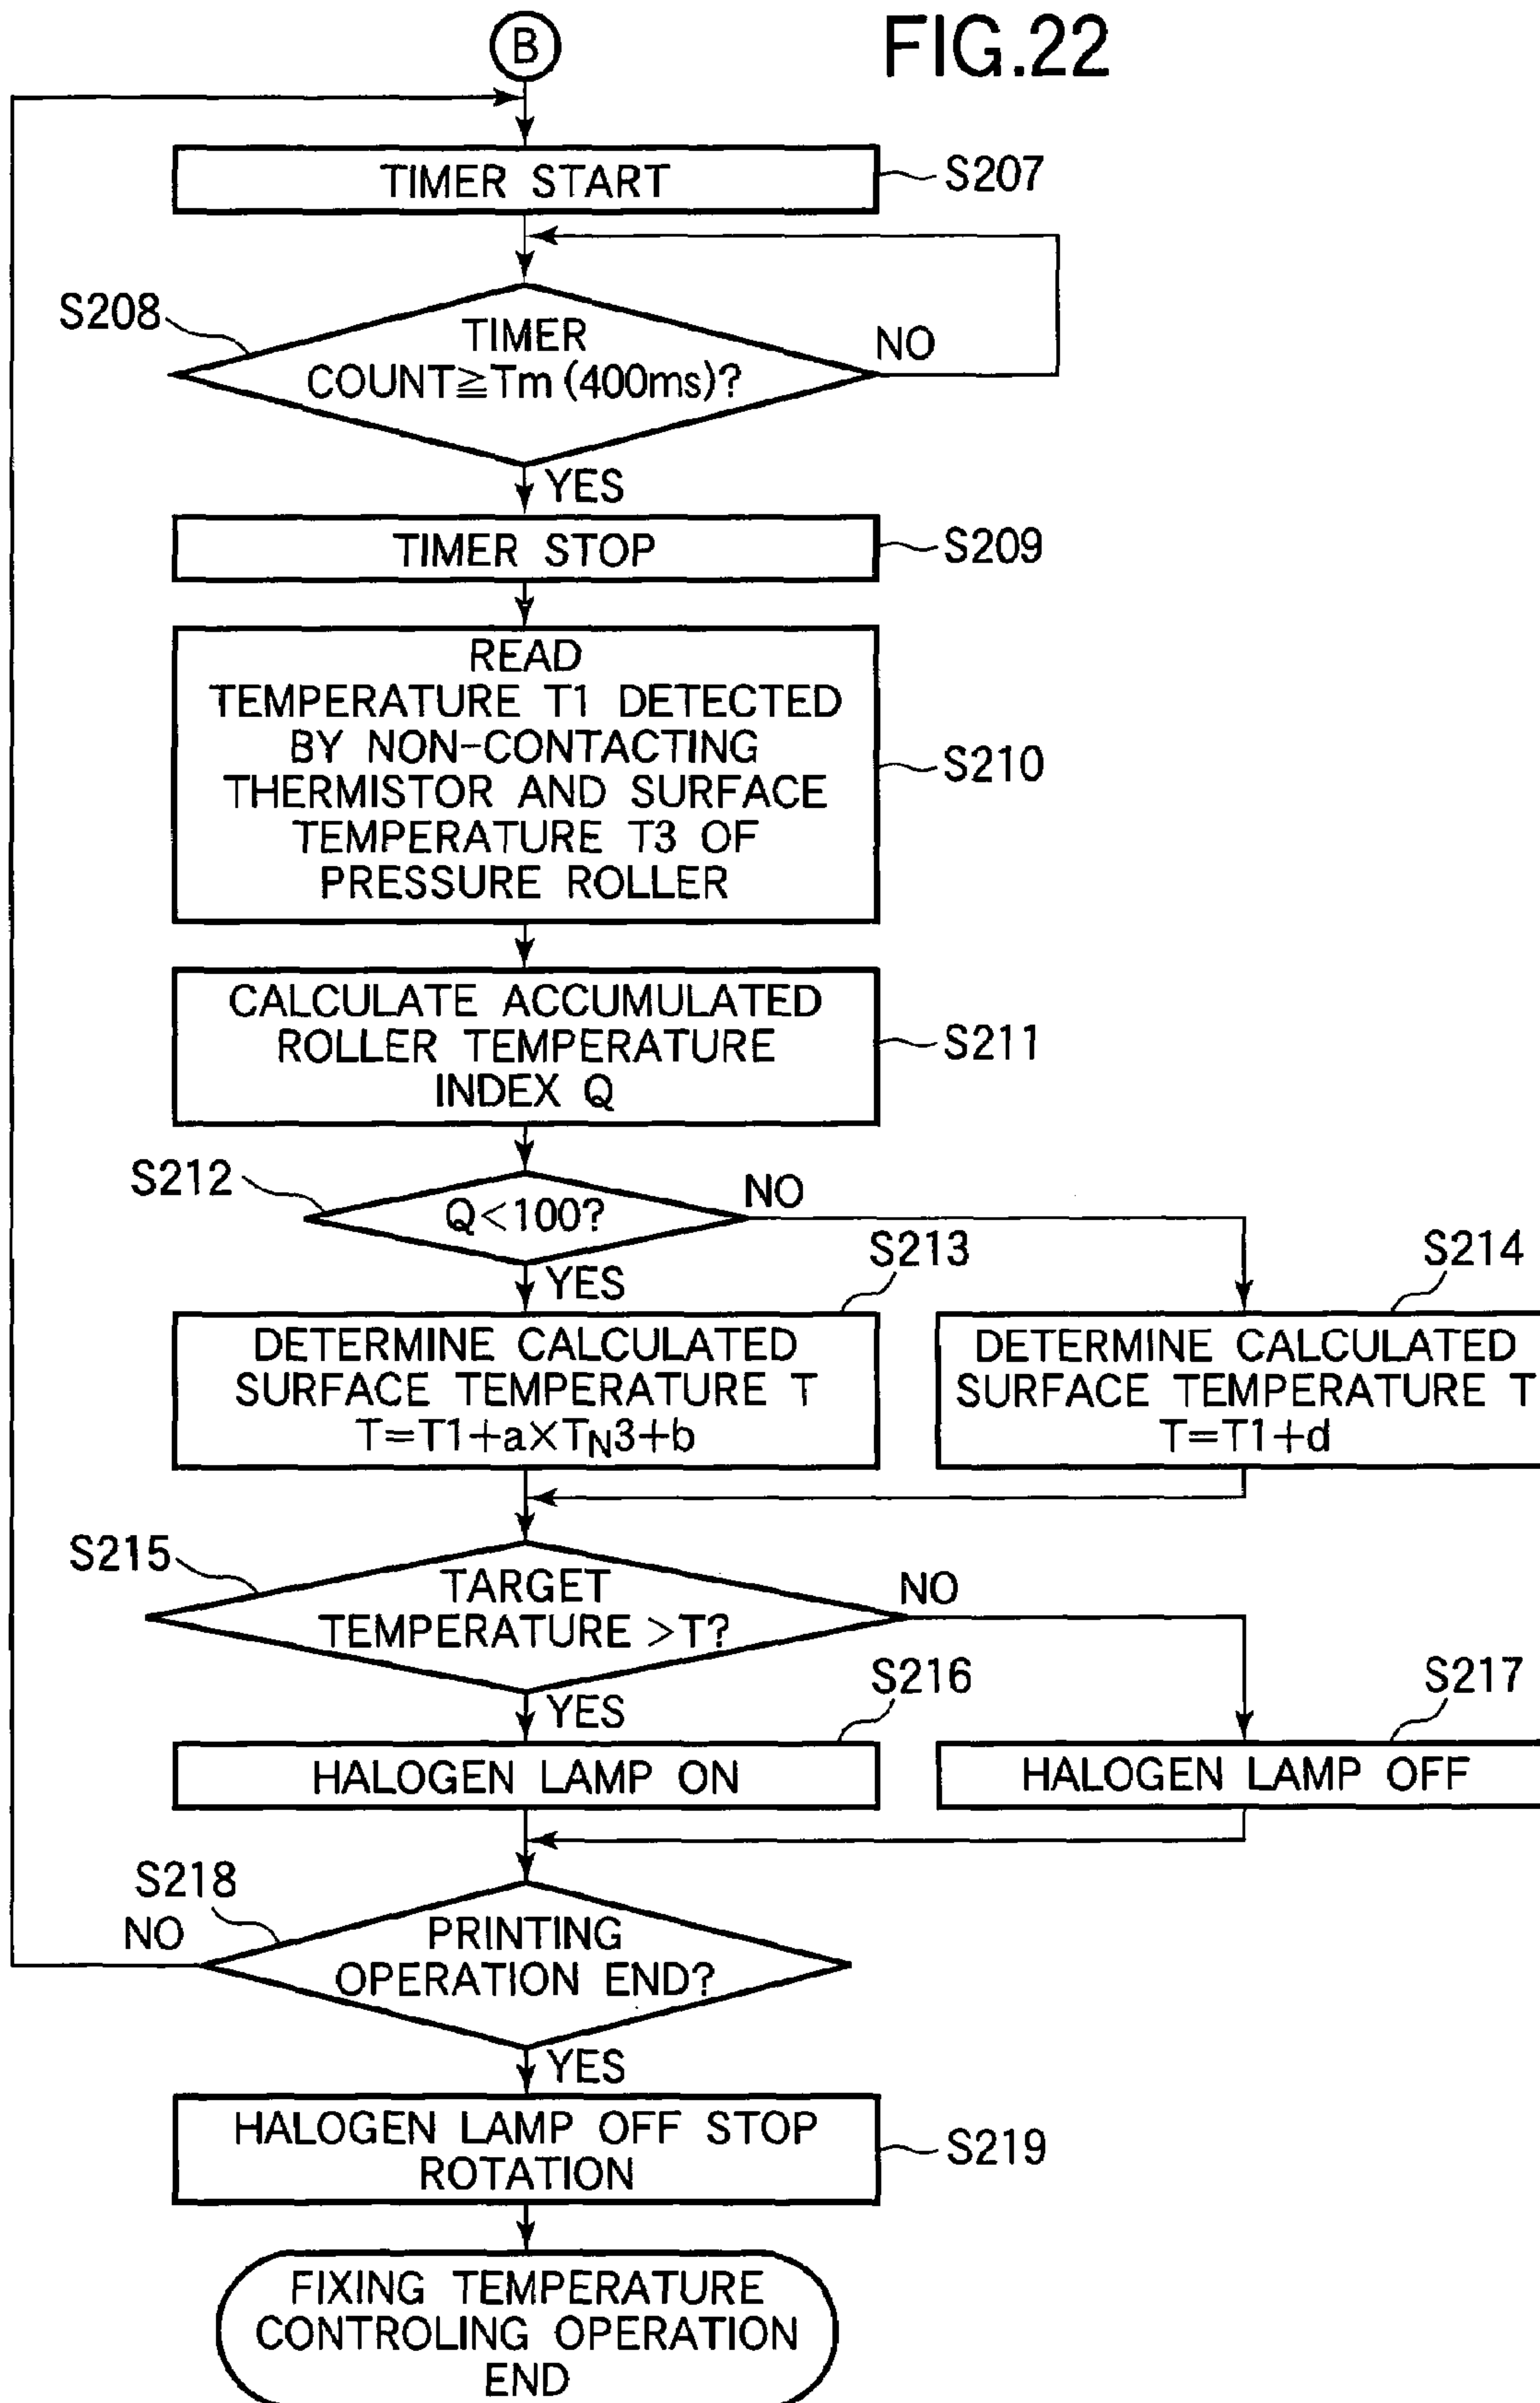 FIG.22
B
TIMER START
S207
S208
TIMER
COUNT≧Tm (400ms)?
NO
YES
TIMER STOP
S209
READ
TEMPERATURE T1 DETECTED
BY NON-CONTACTING
THERMISTOR AND SURFACE
TEMPERATURE T3 OF
PRESSURE ROLLER
S210
CALCULATE ACCUMULATED
ROLLER TEMPERATURE
INDEX Q
S211
S212
Q<100?
NO
YES
S213
DETERMINE CALCULATED
SURFACE TEMPERATURE T
T=T1+a×TN3+b
S214
DETERMINE CALCULATED
SURFACE TEMPERATURE T
T=T1+d
S215
TARGET
TEMPERATURE >T?
NO
YES
S216
HALOGEN LAMP ON
S217
HALOGEN LAMP OFF
S218
NO
PRINTING
OPERATION END?
YES
HALOGEN LAMP OFF STOP
ROTATION
S219
FIXING TEMPERATURE
CONTROLING OPERATION
END